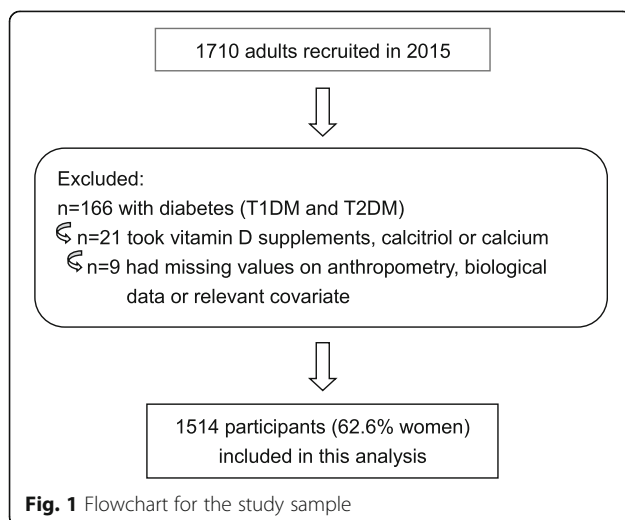 1710 adults recruited in 2015
Excluded:
n=166 with diabetes (T1DM and T2DM)
n=21 took vitamin D supplements, calcitriol or calcium
n=9 had missing values on anthropometry, biological
data or relevant covariate
1514 participants (62.6% women)
included in this analysis
Fig. 1 Flowchart for the study sample